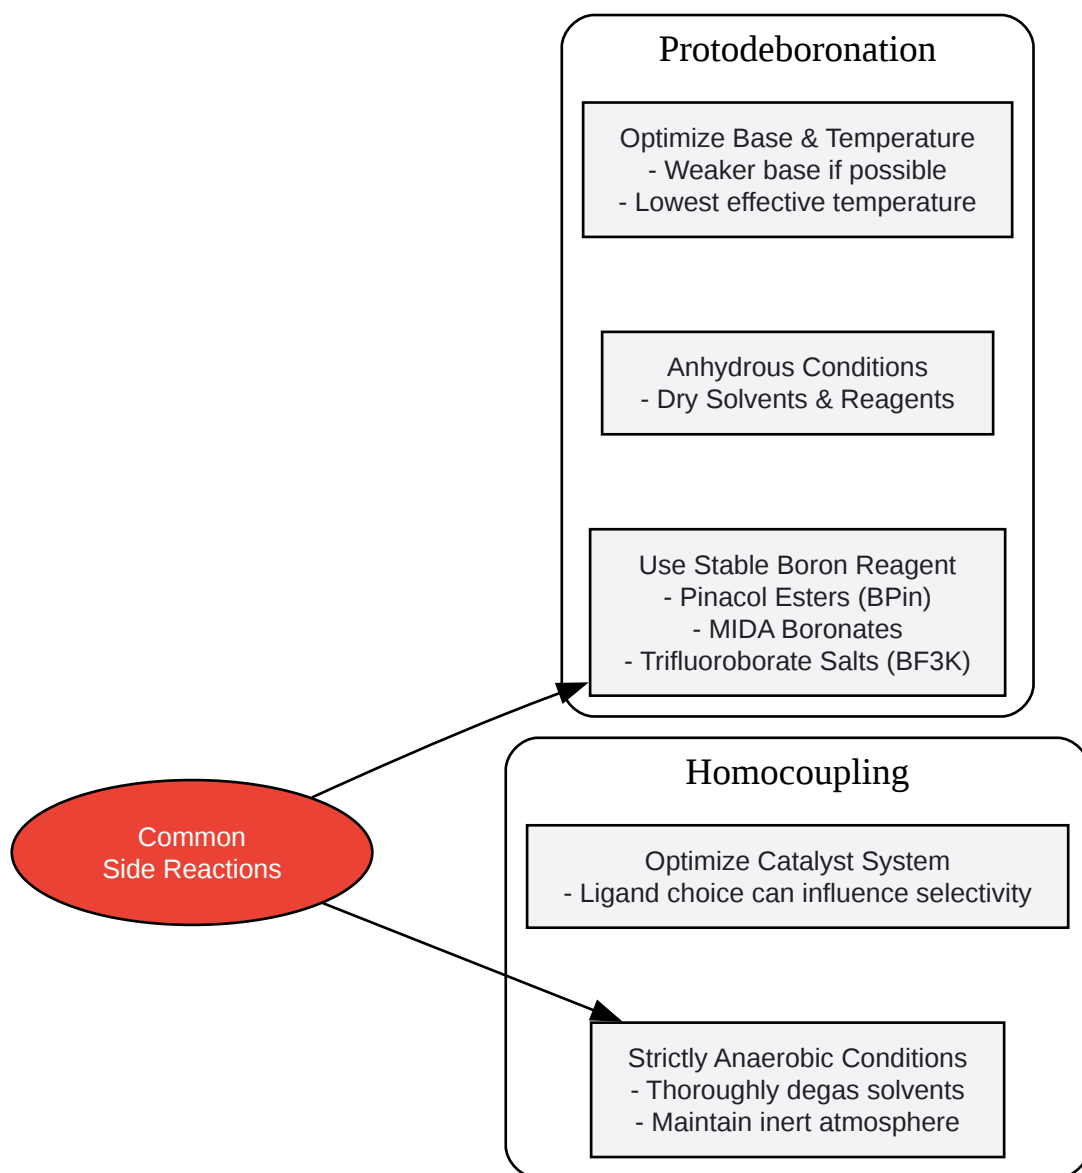 Protodeboronation
Optimize Base & Temperature
- Weaker base if possible
- Lowest effective temperature
Anhydrous Conditions
- Dry Solvents & Reagents
Use Stable Boron Reagent
- Pinacol Esters (BPin)
- MIDA Boronates
- Trifluoroborate Salts (BF3K)
Homocoupling
Common
Side Reactions
Optimize Catalyst System
- Ligand choice can influence selectivity
Strictly Anaerobic Conditions
- Thoroughly degas solvents
- Maintain inert atmosphere